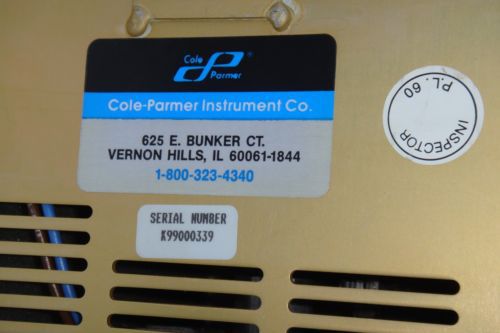 Cole
Parmer
®
Cole-Parmer Instrument Co.
625 E. BUNKER CT.
VERNON HILLS, IL 60061-1844
1-800-323-4340
INSPECTOR
P.L. 60
SERIAL NUMBER
K99000339